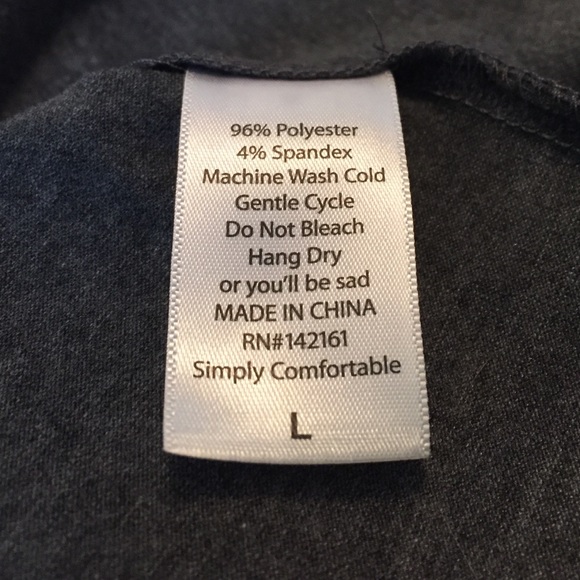 96% Polyester
4% Spandex
Machine Wash Cold
Gentle Cycle
Do Not Bleach
Hang Dry
or you'll be sad
MADE IN CHINA
RN#142161
Simply Comfortable
L